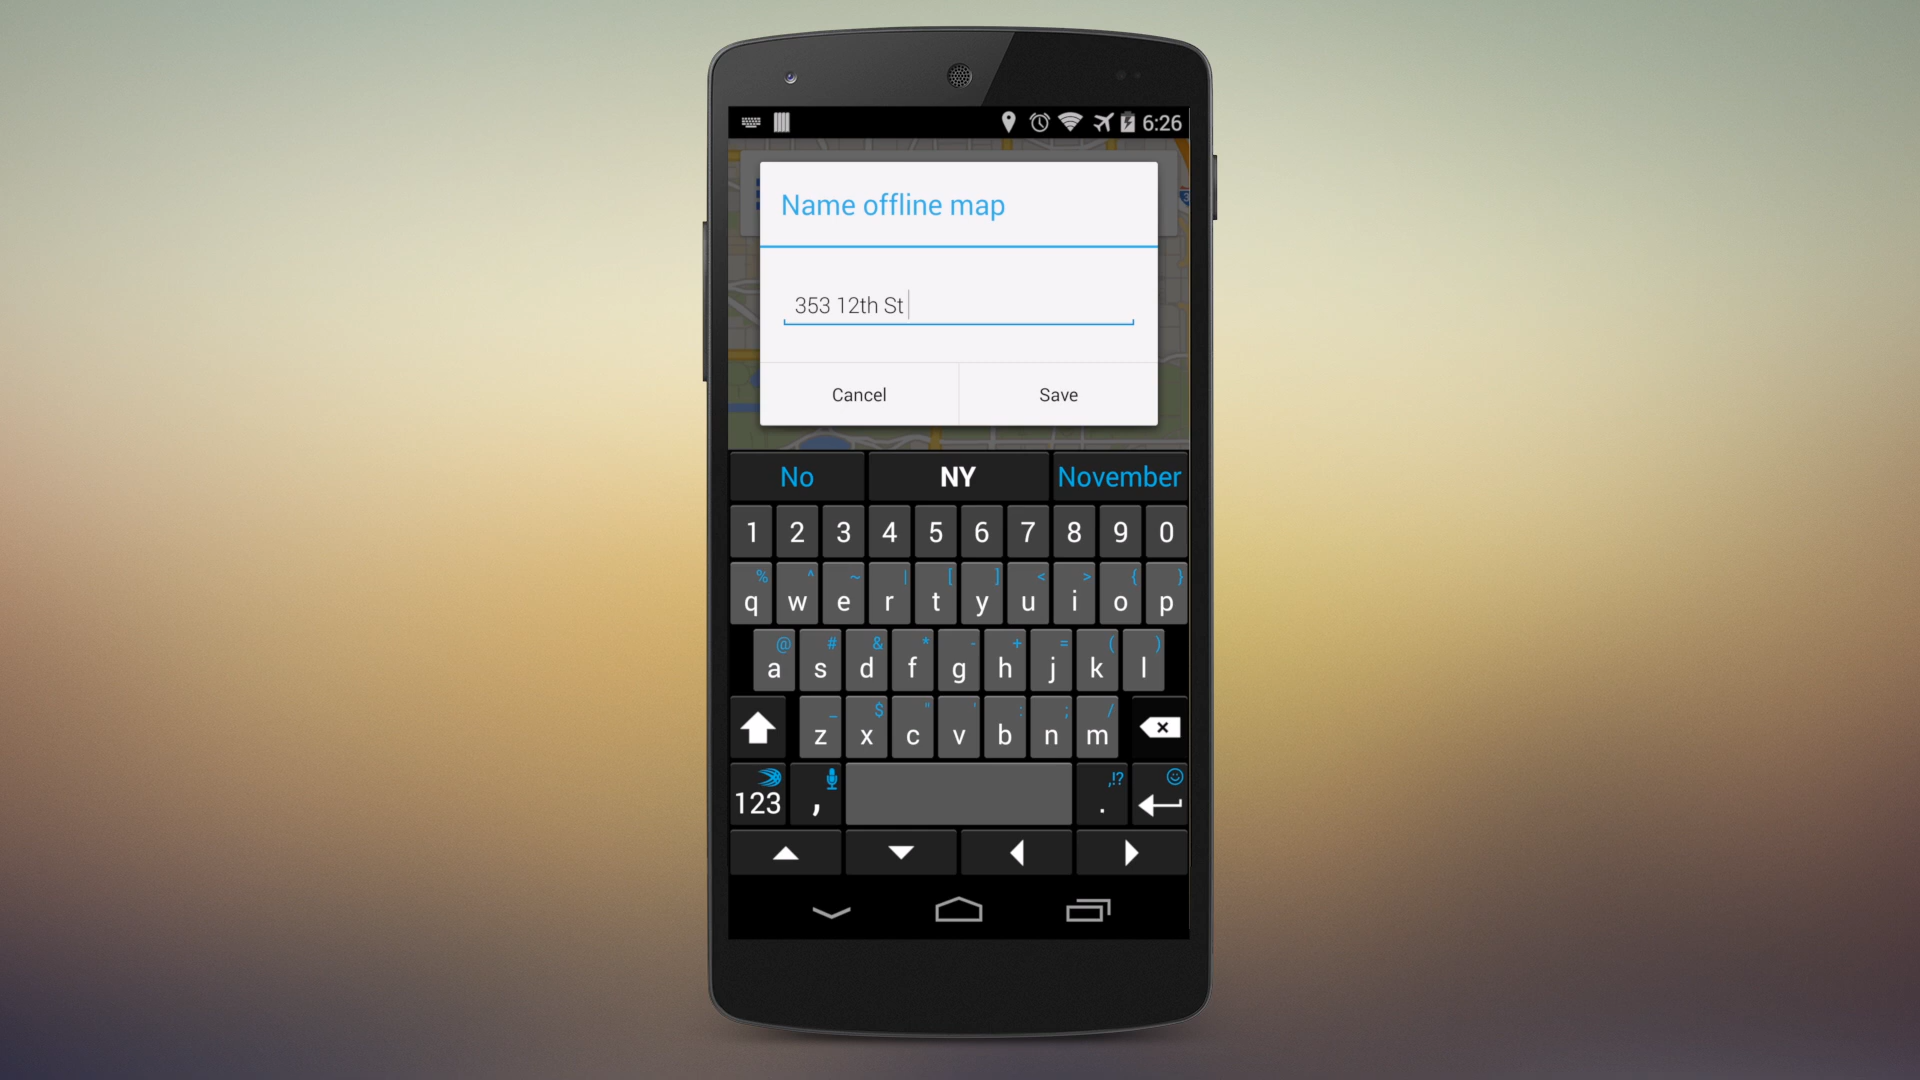 6:26
Name offline map
353 12th St
Cancel Save
No NY November
1 2 3 4 5 6 7 8 9 0
% ^ ~ | [ ] < > { }
q w e r t y u i o p
@ # & * - + = ( )
a s d f g h j k l
_ $ " ' : ; /
z x c v b n m
,!?
123 , .